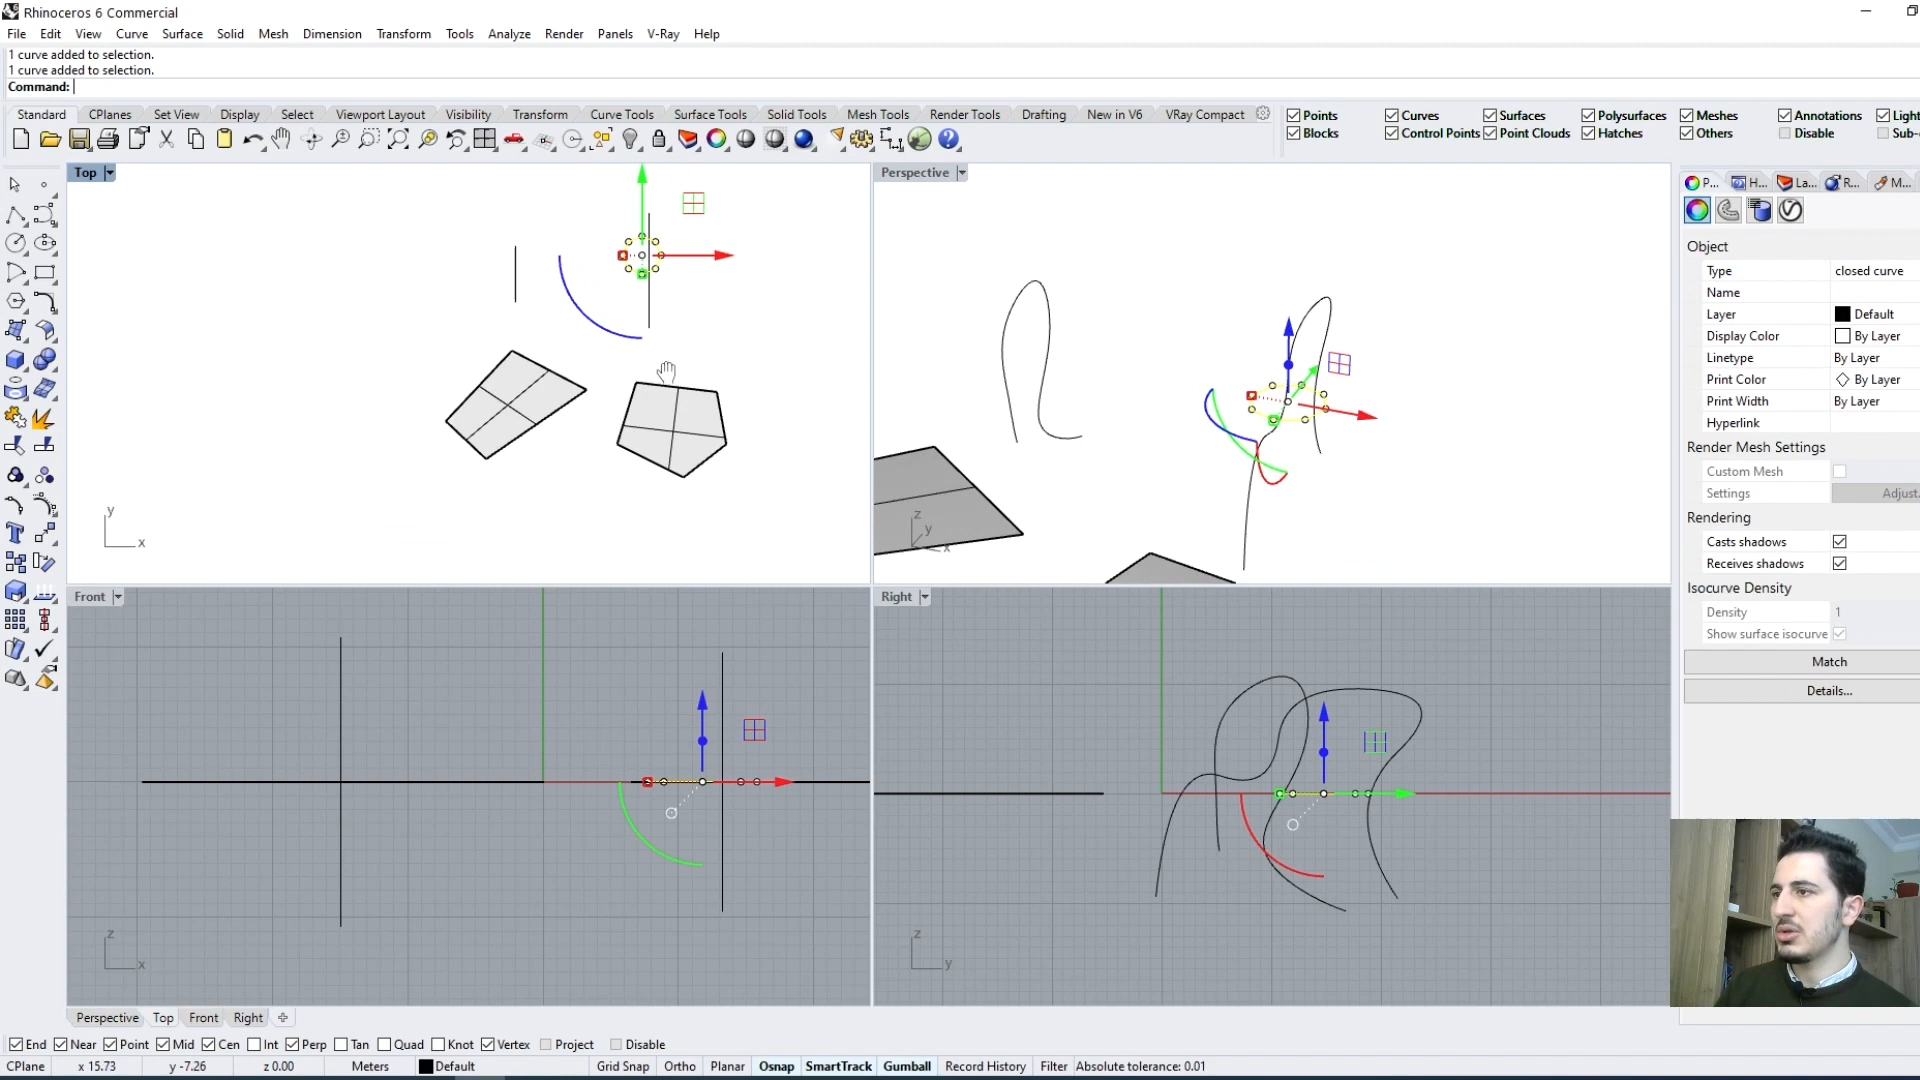 Rhinoceros 6 Commercial
File Edit View Curve Surface Solid Mesh Dimension Transform Tools Analyze Render Panels V-Ray Help
1 curve added to selection.
1 curve added to selection.
Command:
Standard CPlanes Set View Display Select Viewport Layout Visibility Transform Curve Tools Surface Tools Solid Tools Mesh Tools Render Tools Drafting New in V6 VRay Compact
Points Curves Surfaces Polysurfaces Meshes Annotations Light
Blocks Control Points Point Clouds Hatches Others Disable Sub-
Top
Perspective
P... H... La... R... M...
Object
Type closed curve
Name
Layer Default
Display Color By Layer
Linetype By Layer
Print Color By Layer
Print Width By Layer
Hyperlink
Render Mesh Settings
Custom Mesh
Settings Adjust.
Rendering
Casts shadows
Receives shadows
Isocurve Density
Density 1
Show surface isocurve
Match
Details...
y
x
z
y
x
Front
Right
z
x
z
y
Perspective Top Front Right
End Near Point Mid Cen Int Perp Tan Quad Knot Vertex Project Disable
CPlane x 15.73 y -7.26 z 0.00 Meters Default Grid Snap Ortho Planar Osnap SmartTrack Gumball Record History Filter Absolute tolerance: 0.01